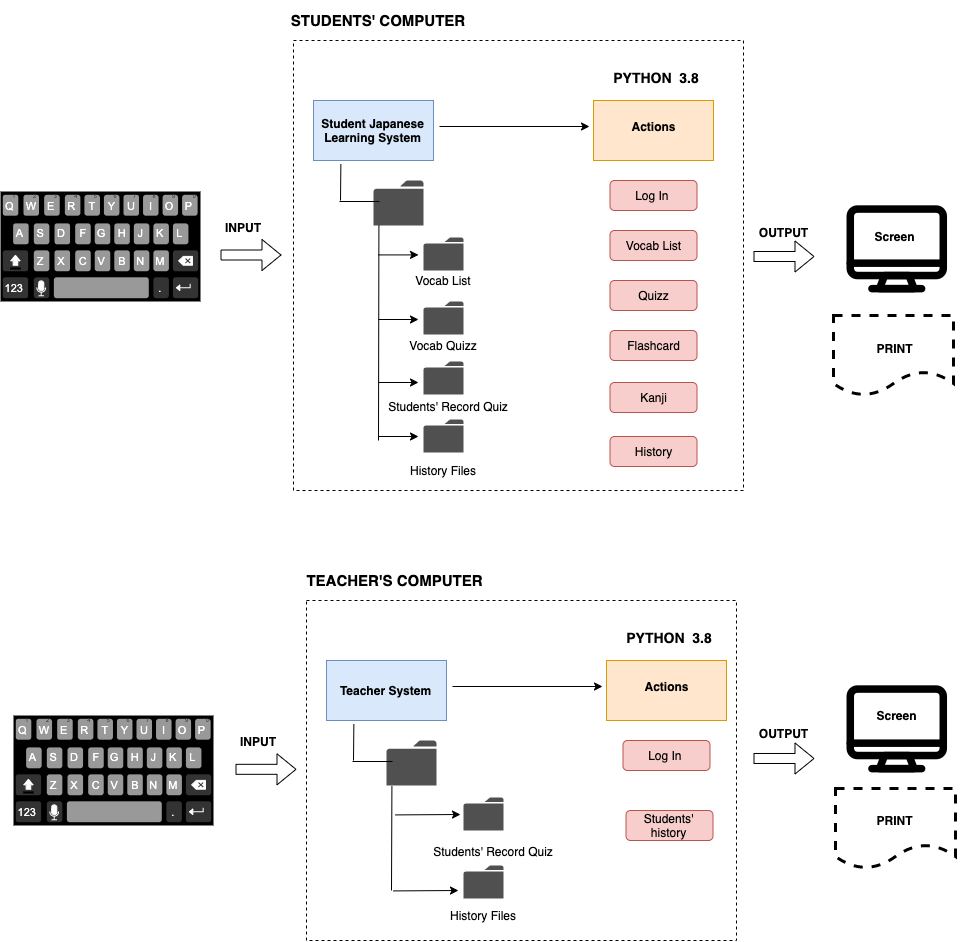 STUDENTS' COMPUTER
PYTHON 3.8
Student Japanese
Learning System
Actions
Q W E R T Y U I O P
A S D F G H J K L
Z X C V B N M
123 .
INPUT
Vocab List
Vocab Quizz
Students' Record Quiz
History Files
Log In
Vocab List
Quizz
Flashcard
Kanji
History
OUTPUT
Screen
PRINT
TEACHER'S COMPUTER
PYTHON 3.8
Teacher System
Actions
Q W E R T Y U I O P
A S D F G H J K L
Z X C V B N M
123 .
INPUT
Students' Record Quiz
History Files
Log In
Students'
history
OUTPUT
Screen
PRINT